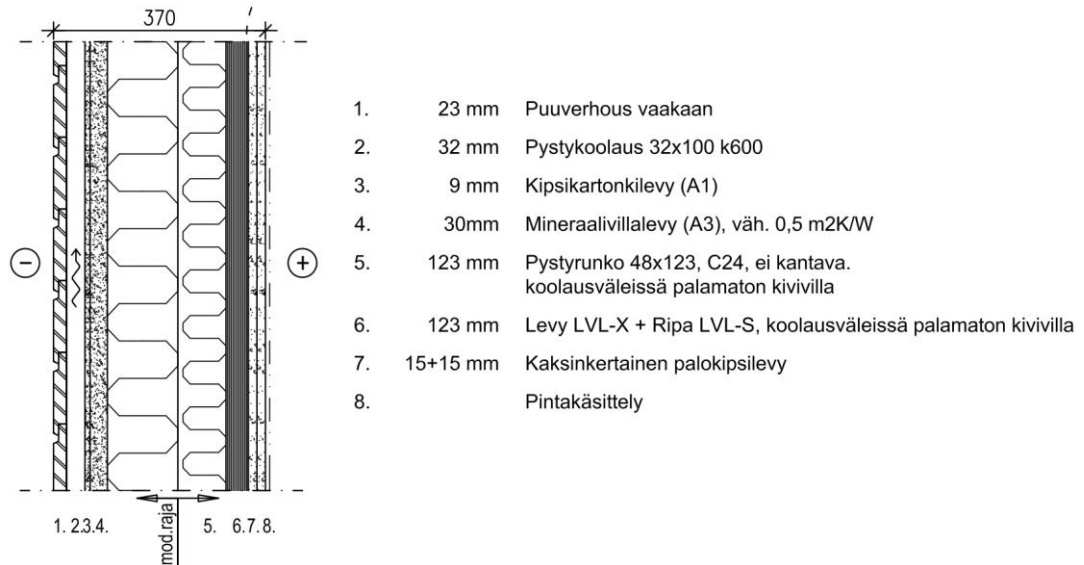 370
1. 23 mm Puuverhous vaakaan
2. 32 mm Pystykoolaus 32x100 k600
3. 9 mm Kipsikartonkilevy (A1)
4. 30mm Mineraalivillalevy (A3), väh. 0,5 m2K/W
5. 123 mm Pystyrunko 48x123, C24, ei kantava.
koolausväleissä palamaton kivivilla
6. 123 mm Levy LVL-X + Ripa LVL-S, koolausväleissä palamaton kivivilla
7. 15+15 mm Kaksinkertainen palokipsilevy
8. Pintakäsittely
1. 2.3.4. mod.raja 5. 6.7.8.